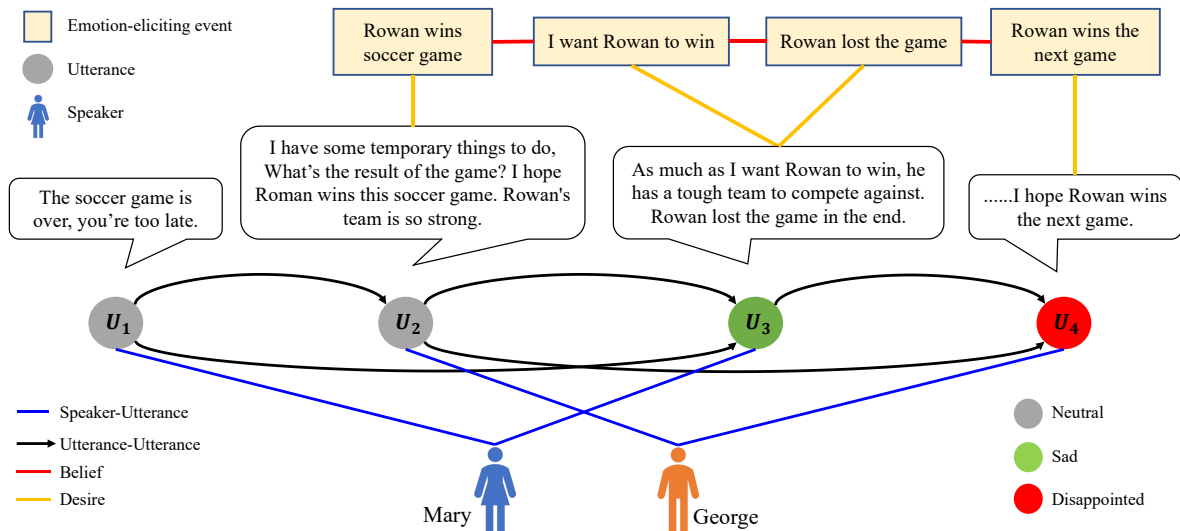 Emotion-eliciting event
Utterance
Speaker
Rowan wins
soccer game
I want Rowan to win
Rowan lost the game
Rowan wins the
next game
The soccer game is
over, you’re too late.
I have some temporary things to do,
What’s the result of the game? I hope
Roman wins this soccer game. Rowan's
team is so strong.
As much as I want Rowan to win, he
has a tough team to compete against.
Rowan lost the game in the end.
......I hope Rowan wins
the next game.
U1
U2
U3
U4
Speaker-Utterance
Utterance-Utterance
Belief
Desire
Mary
George
Neutral
Sad
Disappointed